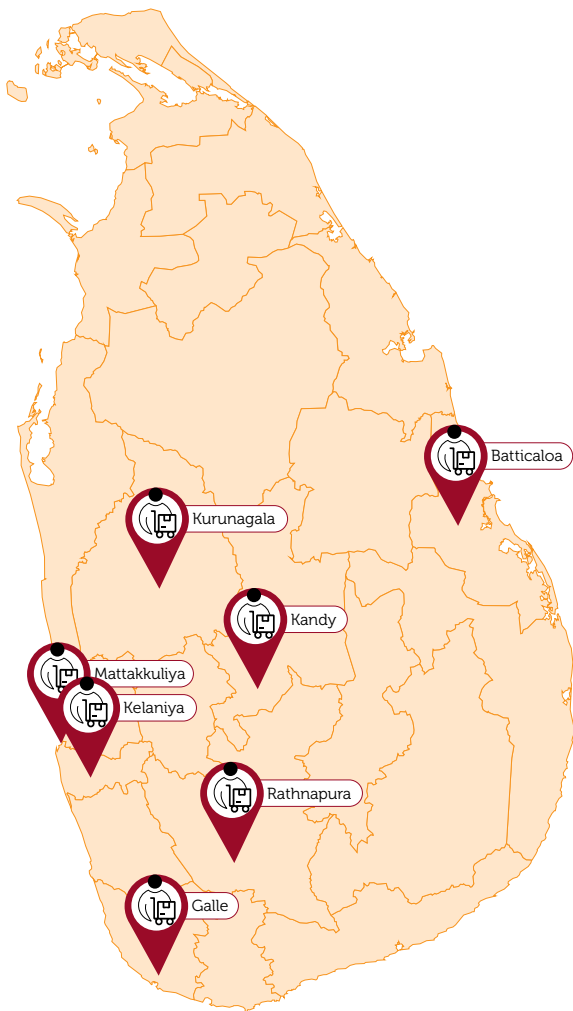 Batticaloa
Kurunagala
Kandy
Mattakkuliya
Kelaniya
Rathnapura
Galle